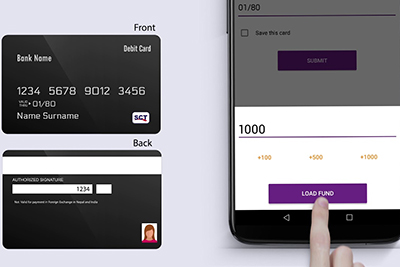 Front
Debit Card
Bank Name
1234 5678 9012 3456
VALID THRU 01/80
Name Surname
SCT
Back
AUTHORIZED SIGNATURE
1234
Not Valid for payment in Foreign Exchange in Nepal and India
01/80
Save this card
SUBMIT
1000
+100 +500 +1000
LOAD FUND